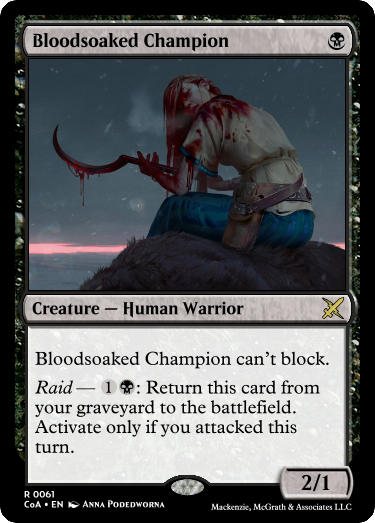 Bloodsoaked Champion
Creature — Human Warrior
Bloodsoaked Champion can't block.
Raid — 1 : Return this card from
your graveyard to the battlefield.
Activate only if you attacked this
turn.
2/1
R 0061
CoA • EN Anna Podedworna
Mackenzie, McGrath & Associates LLC